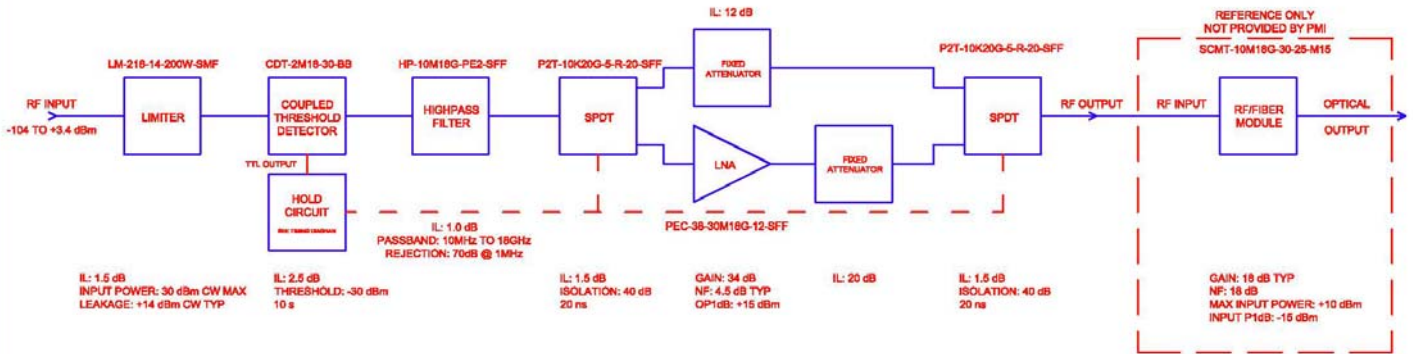 IL: 12 dB
REFERENCE ONLY
NOT PROVIDED BY PMI
LM-218-14-200W-SMF
CDT-2M18-30-BB
HP-10M18G-PE2-SFF
P2T-10K20G-5-R-20-SFF
P2T-10K20G-5-R-20-SFF
SCMT-10M18G-30-25-M15
RF INPUT
-104 TO +3.4 dBm
LIMITER
COUPLED
THRESHOLD
DETECTOR
HIGHPASS
FILTER
SPDT
FIXED
ATTENUATOR
LNA
FIXED
ATTENUATOR
SPDT
RF OUTPUT
RF INPUT
RF/FIBER
MODULE
OPTICAL
OUTPUT
TTL OUTPUT
HOLD
CIRCUIT
SEE TIMING DIAGRAM
IL: 1.0 dB
PASSBAND: 10MHz TO 18GHz
REJECTION: 70dB @ 1MHz
PEC-38-30M18G-12-SFF
IL: 1.5 dB
INPUT POWER: 30 dBm CW MAX
LEAKAGE: +14 dBm CW TYP
IL: 2.5 dB
THRESHOLD: -30 dBm
10 s
IL: 1.5 dB
ISOLATION: 40 dB
20 ns
GAIN: 34 dB
NF: 4.5 dB TYP
OP1dB: +15 dBm
IL: 20 dB
IL: 1.5 dB
ISOLATION: 40 dB
20 ns
GAIN: 18 dB TYP
NF: 18 dB
MAX INPUT POWER: +10 dBm
INPUT P1dB: -15 dBm